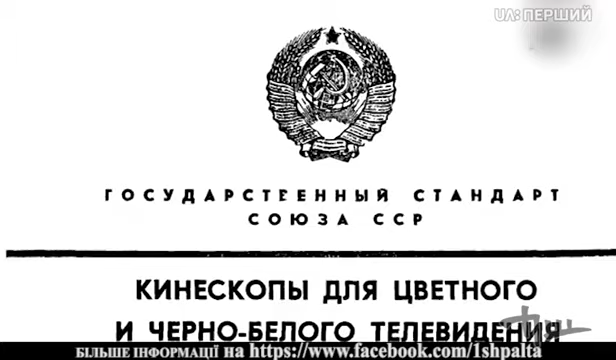 UA: ПЕРШИЙ
ГОСУДАРСТВЕННЫЙ СТАНДАРТ
СОЮЗА ССР
КИНЕСКОПЫ ДЛЯ ЦВЕТНОГО
И ЧЕРНО-БЕЛОГО ТЕЛЕВИДЕНИЯ
БІЛЬШЕ ІНФОРМАЦІЇ на https://www.facebook.com/1shpalta